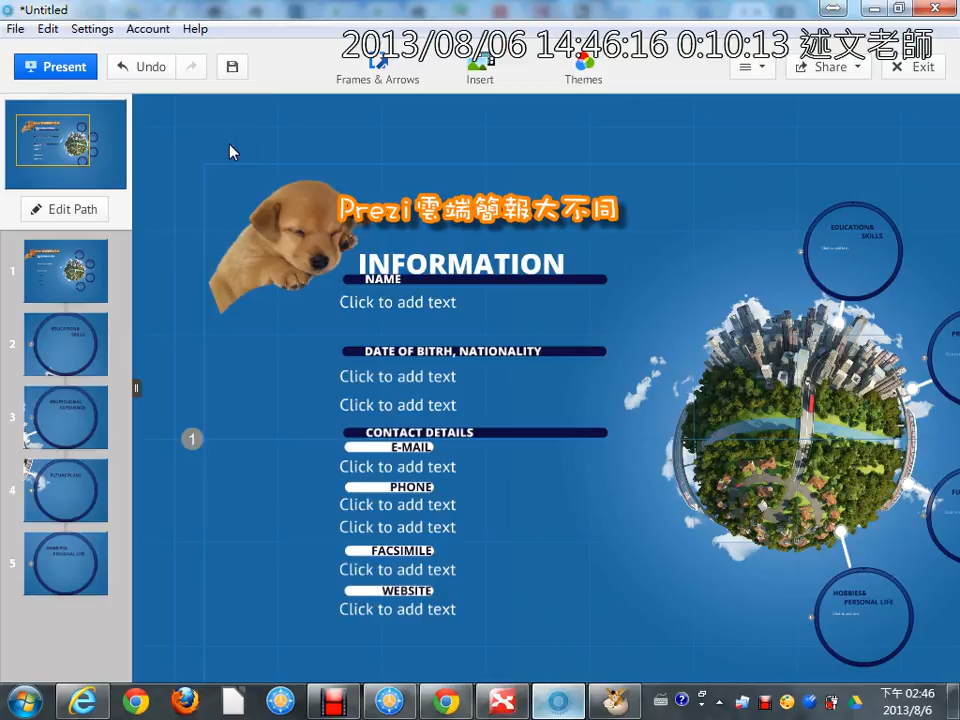 *Untitled
File Edit Settings Account Help
2013/08/06 14:46:16 0:10:13 述文老師
Present Undo Frames & Arrows Insert Themes Share Exit
Edit Path
1
2
3
4
5
Prezi雲端簡報大不同
INFORMATION
NAME
Click to add text
DATE OF BITRH, NATIONALITY
Click to add text
Click to add text
1
CONTACT DETAILS
E-MAIL
Click to add text
PHONE
Click to add text
Click to add text
FACSIMILE
Click to add text
WEBSITE
Click to add text
EDUCATION&
SKILLS
HOBBIES&
PERSONAL LIFE
下午 02:46
2013/8/6